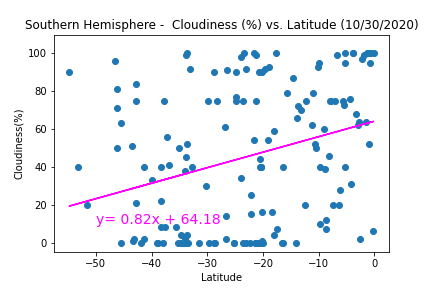 Southern Hemisphere -  Cloudiness (%) vs. Latitude (10/30/2020)
100
80
60
40
20
0
Cloudiness(%)
y= 0.82x + 64.18
−50 −40 −30 −20 −10 0
Latitude